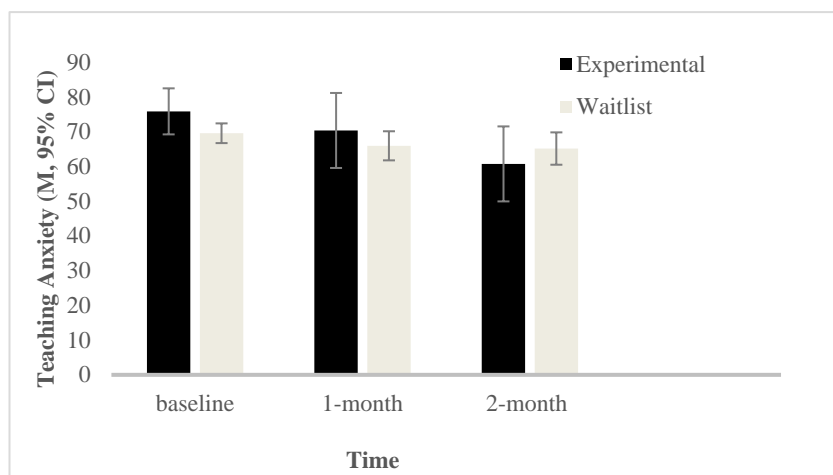 Teaching Anxiety (M, 95% CI)
90
80
70
60
50
40
30
20
10
0
Experimental
Waitlist
baseline
1-month
2-month
Time